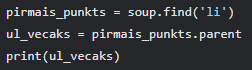 pirmais_punkts = soup.find('li')
ul_vecaks = pirmais_punkts.parent
print(ul_vecaks)